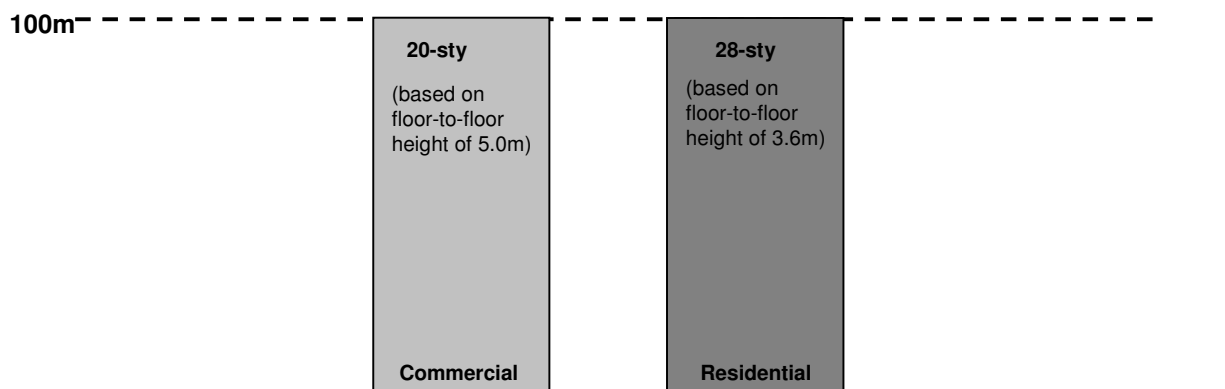 100m
20-sty
(based on
floor-to-floor
height of 5.0m)
Commercial
28-sty
(based on
floor-to-floor
height of 3.6m)
Residential